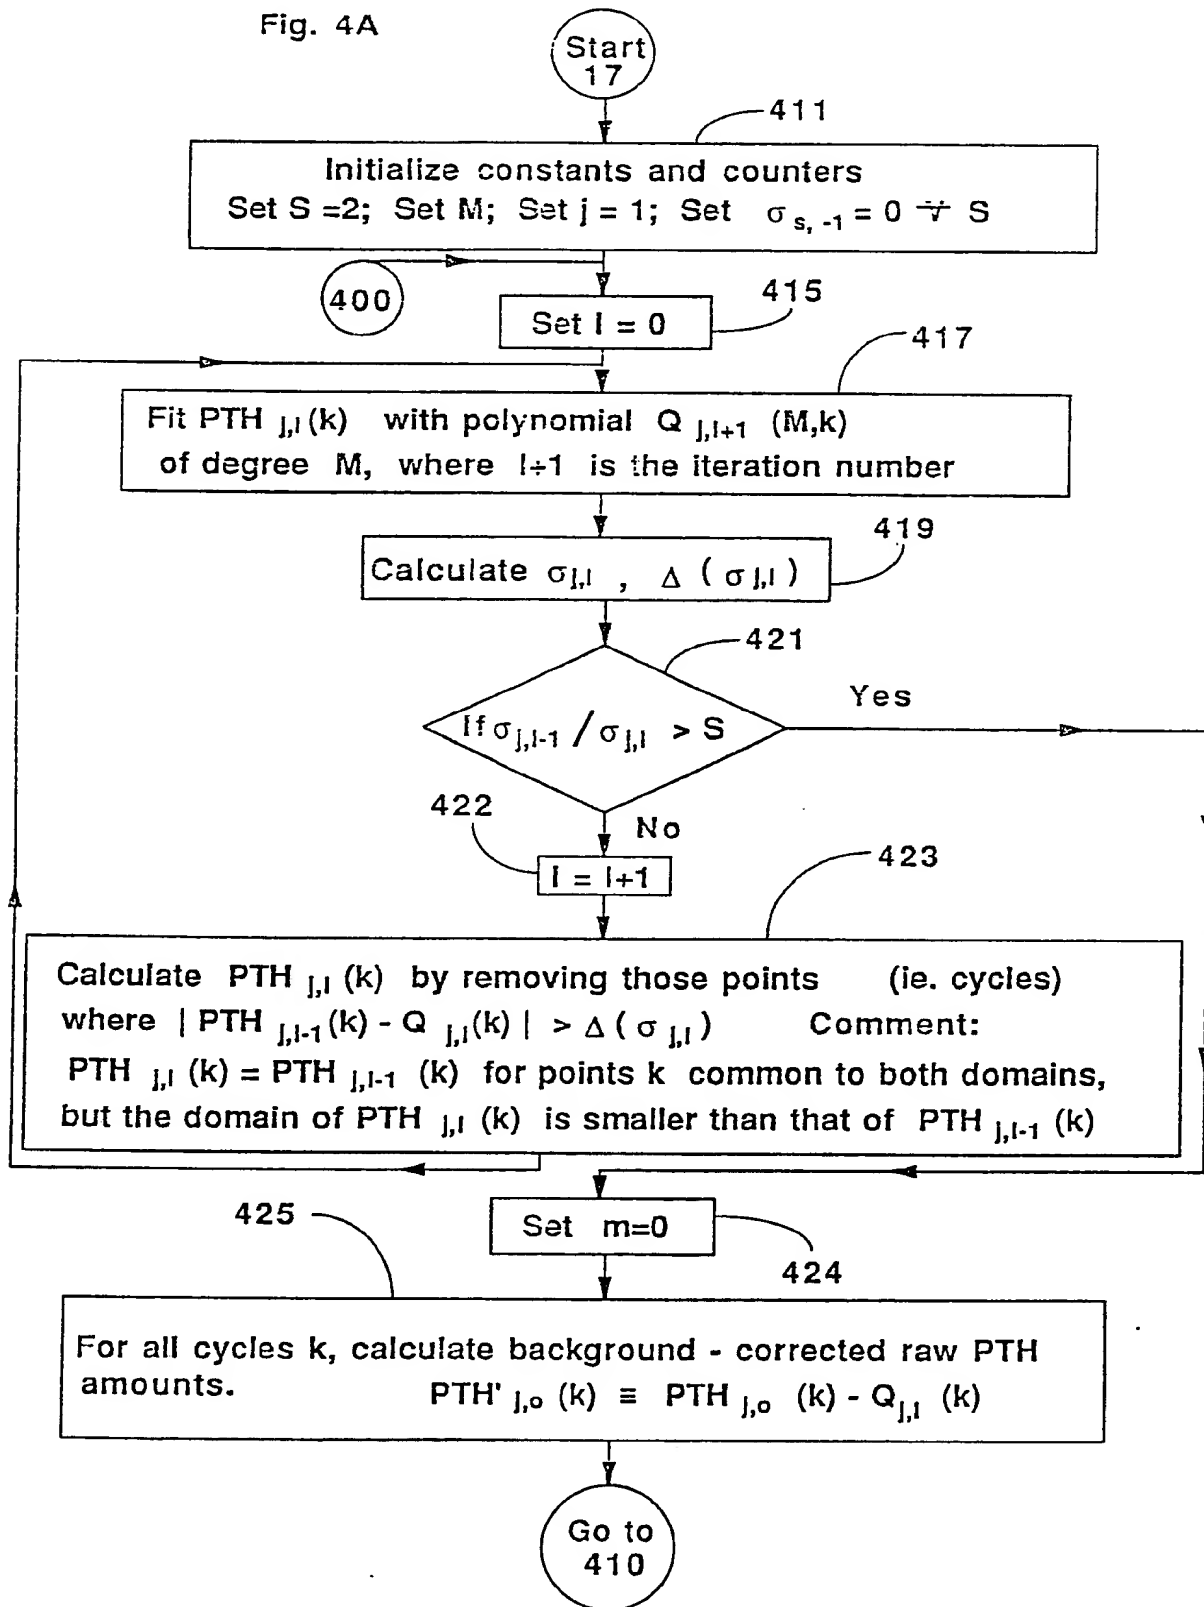 Fig. 4A
Start
17
411
Initialize constants and counters
Set S =2; Set M; Set j = 1; Set σ s, -1 = 0 ∀ S
400
415
Set l = 0
417
Fit PTH j,l (k) with polynomial Q j,l+1 (M,k)
of degree M, where l+1 is the iteration number
419
Calculate σ j,l , Δ ( σ j,l )
421
If σ j,l-1 / σ j,l > S
Yes
422
No
l = l+1
423
Calculate PTH j,l (k) by removing those points (ie. cycles)
where | PTH j,l-1 (k) - Q j,l (k) | > Δ ( σ j,l ) Comment:
PTH j,l (k) = PTH j,l-1 (k) for points k common to both domains,
but the domain of PTH j,l (k) is smaller than that of PTH j,l-1 (k)
425
Set m=0
424
For all cycles k, calculate background - corrected raw PTH
amounts. PTH' j,o (k) ≡ PTH j,o (k) - Q j,l (k)
Go to
410